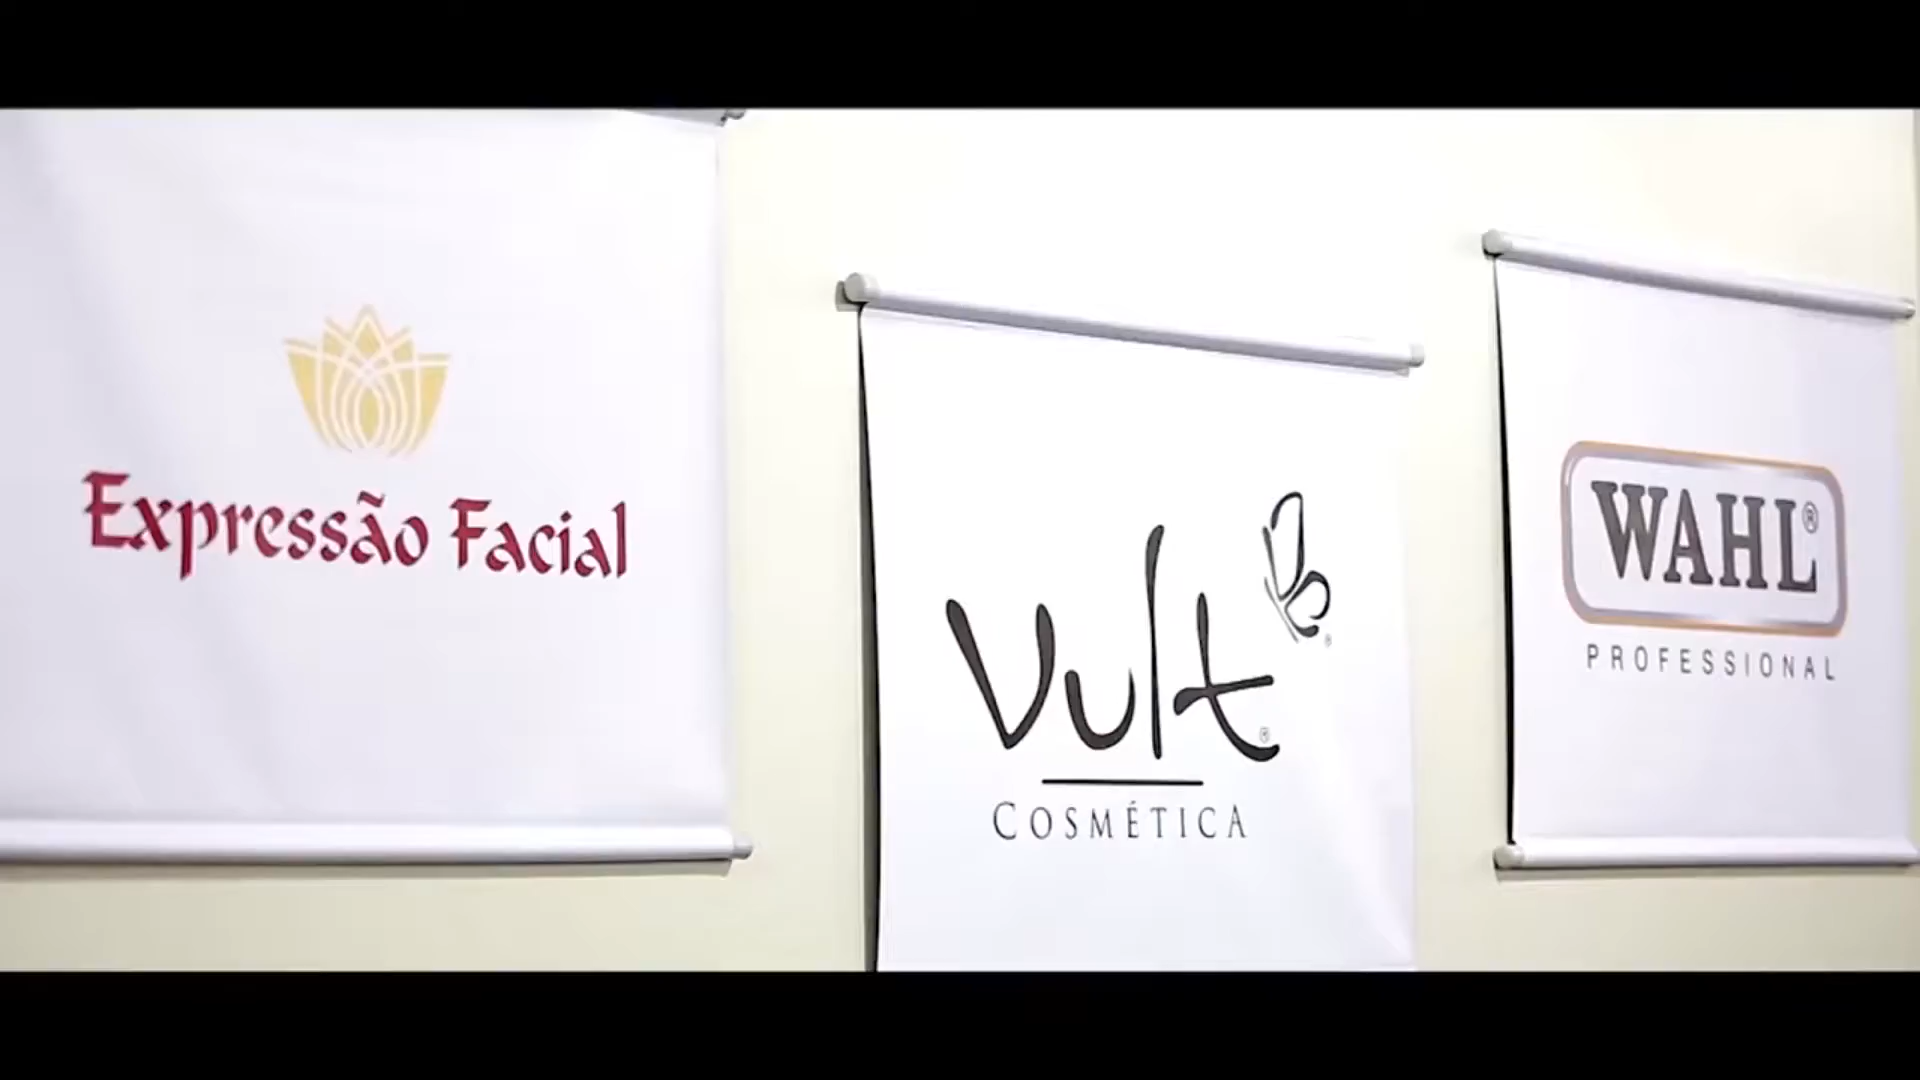 Expressão Facial
Vult®
®
COSMÉTICA
WAHL®
PROFESSIONAL